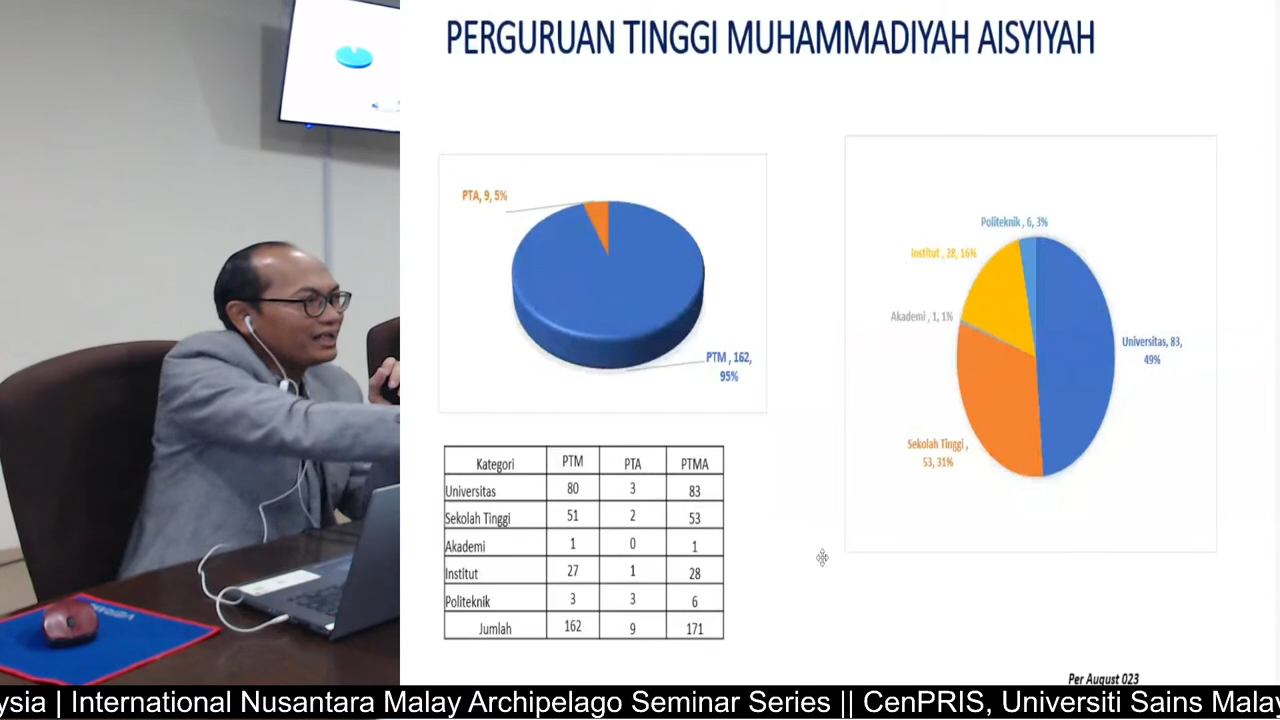 PERGURUAN TINGGI MUHAMMADIYAH AISYIYAH
PTA, 9, 5%
PTM , 162,
95%
Politeknik , 6, 3%
Institut , 28, 16%
Akademi , 1, 1%
Universitas, 83,
49%
Sekolah Tinggi ,
53, 31%
Kategori PTM PTA PTMA
Universitas 80 3 83
Sekolah Tinggi 51 2 53
Akademi 1 0 1
Institut 27 1 28
Politeknik 3 3 6
Jumlah 162 9 171
Per August 023
ysia | International Nusantara Malay Archipelago Seminar Series || CenPRIS, Universiti Sains Malay